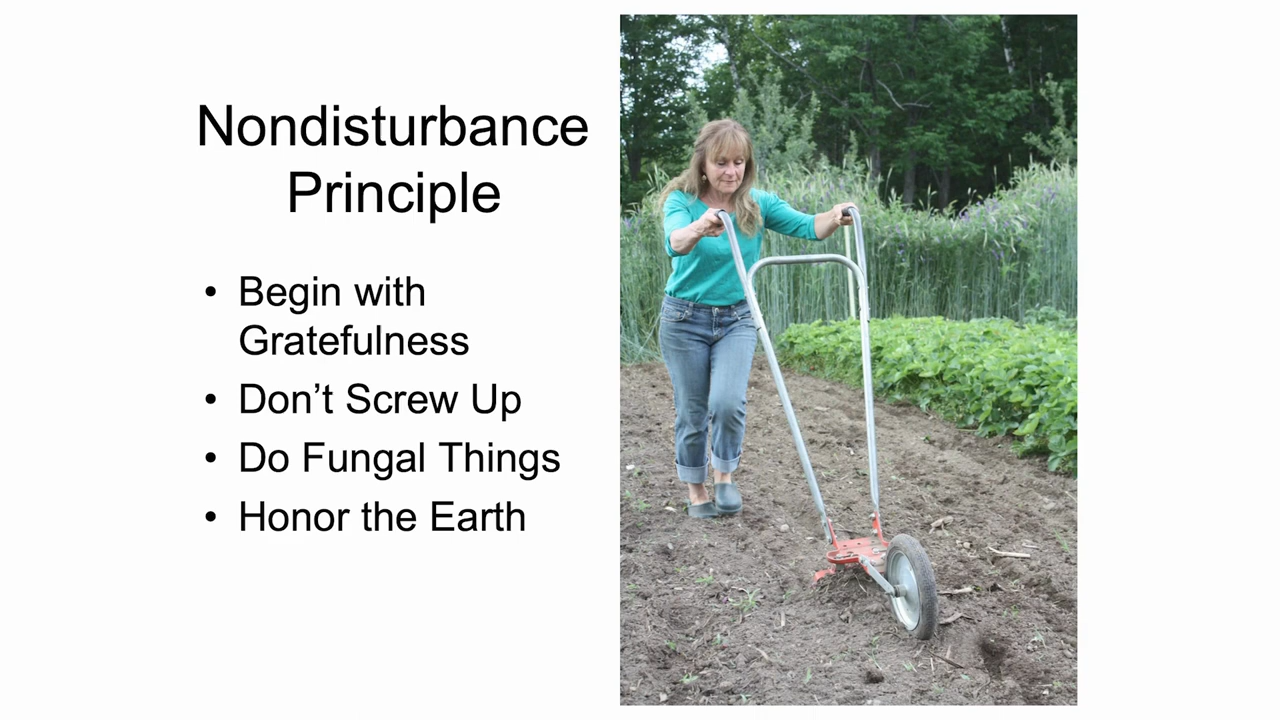 Nondisturbance
Principle
• Begin with
Gratefulness
• Don’t Screw Up
• Do Fungal Things
• Honor the Earth